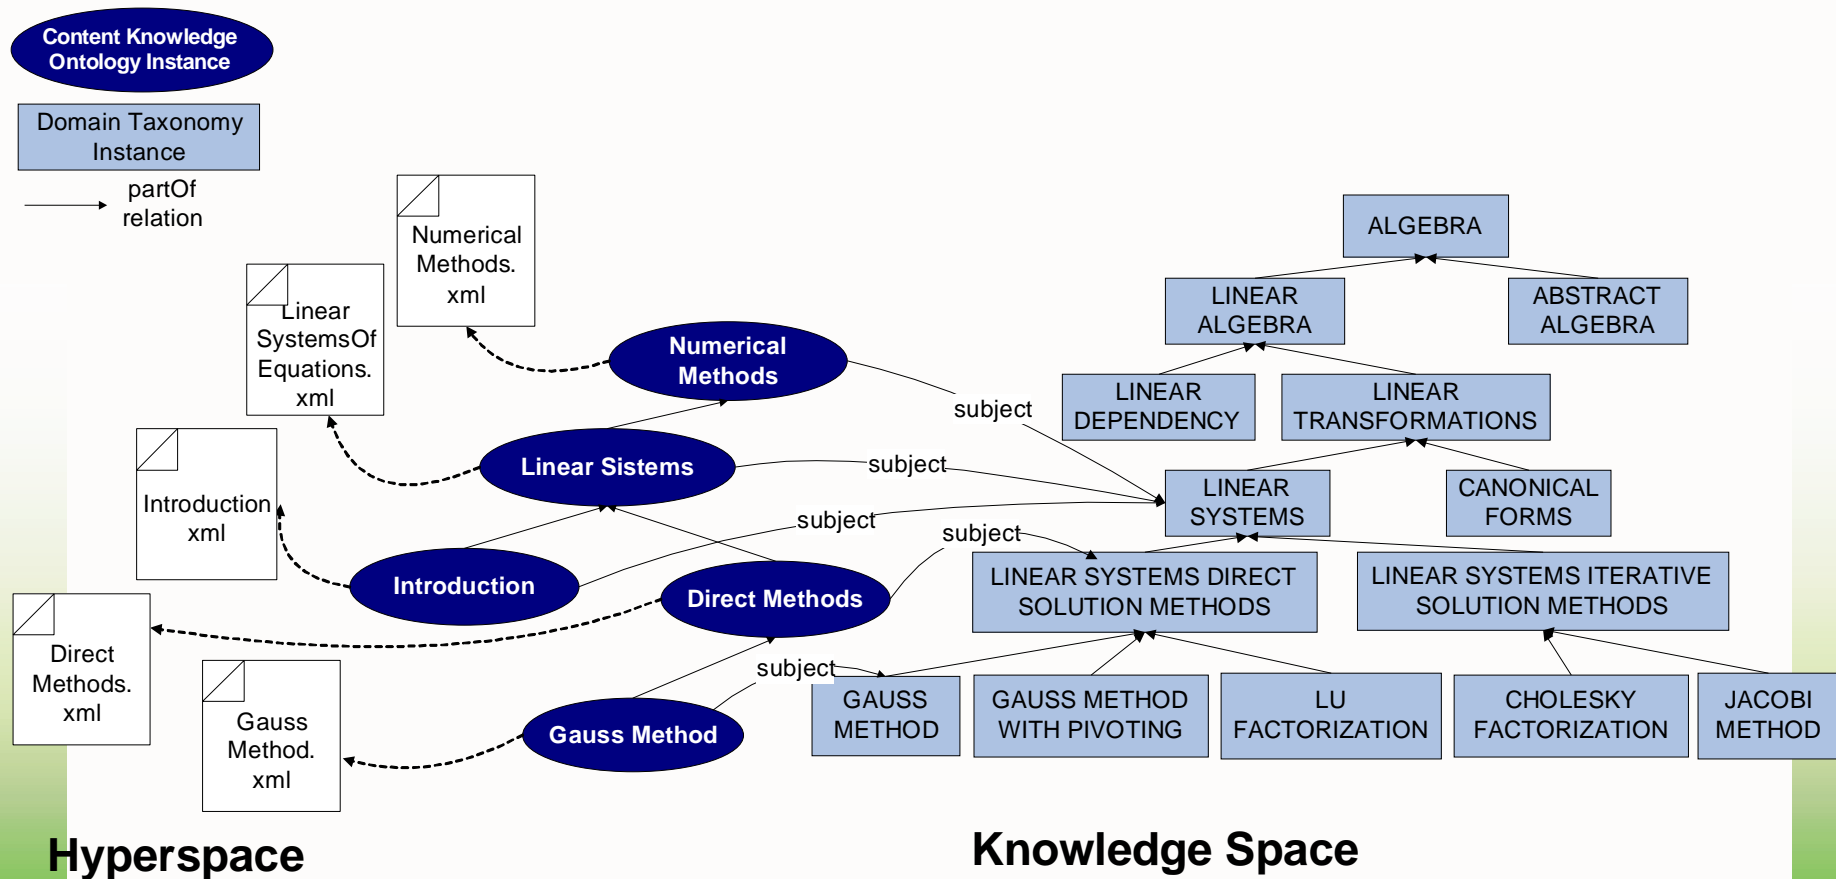 Content Knowledge
Ontology Instance
Domain Taxonomy
Instance
partOf
relation
Numerical
Methods.
xml
Linear
SystemsOf
Equations.
xml
Introduction
xml
Direct
Methods.
xml
Gauss
Method.
xml
Numerical
Methods
Linear Sistems
Introduction
Direct Methods
Gauss Method
subject
subject
subject
subject
subject
ALGEBRA
LINEAR
ALGEBRA
ABSTRACT
ALGEBRA
LINEAR
DEPENDENCY
LINEAR
TRANSFORMATIONS
LINEAR
SYSTEMS
CANONICAL
FORMS
LINEAR SYSTEMS DIRECT
SOLUTION METHODS
LINEAR SYSTEMS ITERATIVE
SOLUTION METHODS
GAUSS
METHOD
GAUSS METHOD
WITH PIVOTING
LU
FACTORIZATION
CHOLESKY
FACTORIZATION
JACOBI
METHOD
Hyperspace
Knowledge Space